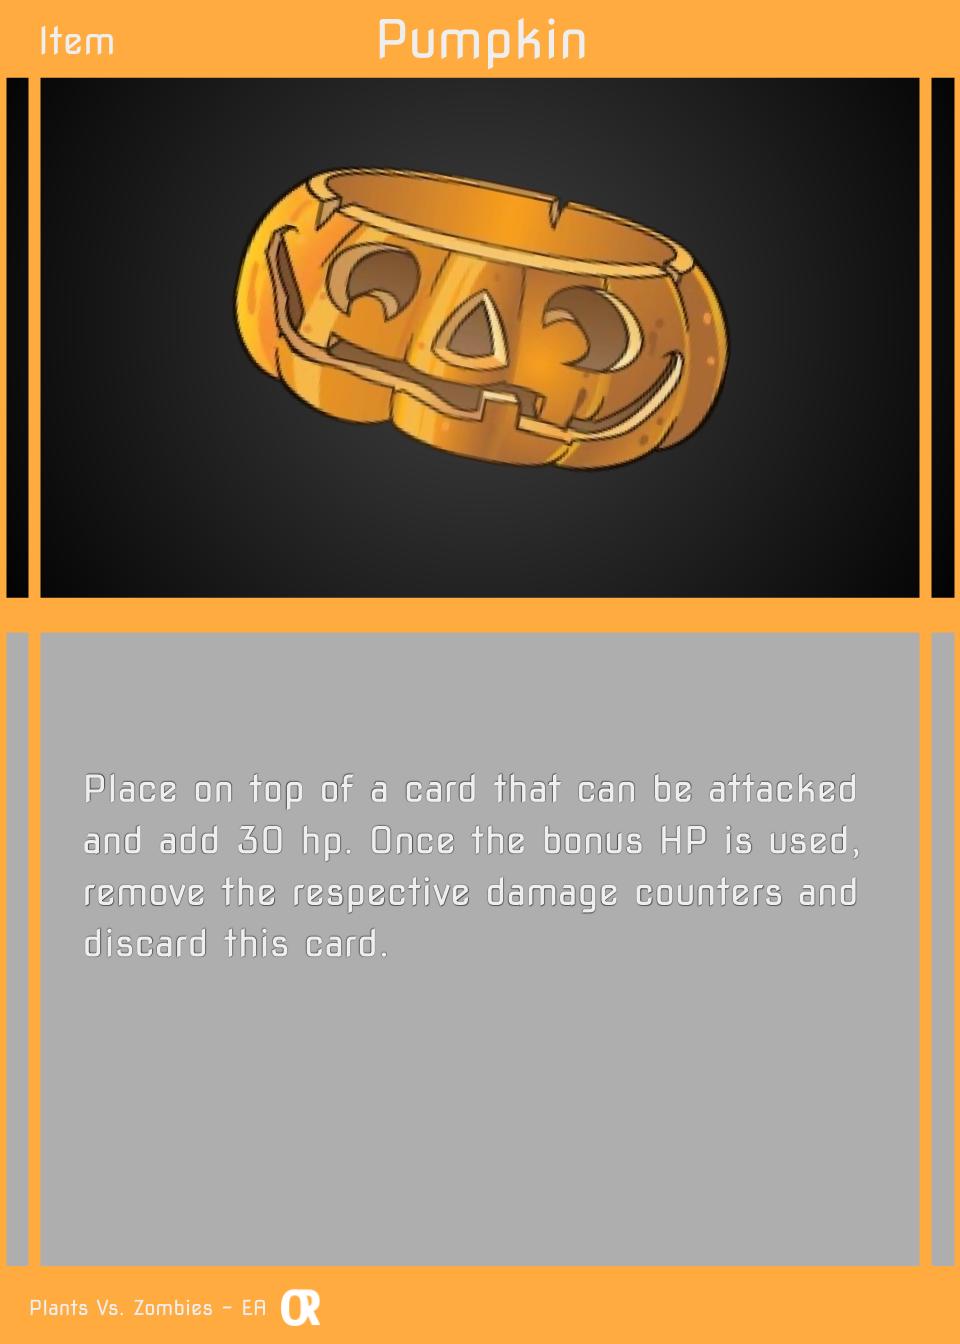 Item
Pumpkin
Place on top of a card that can be attacked
and add 30 hp. Once the bonus HP is used,
remove the respective damage counters and
discard this card.
Plants Vs. Zombies - EA OR